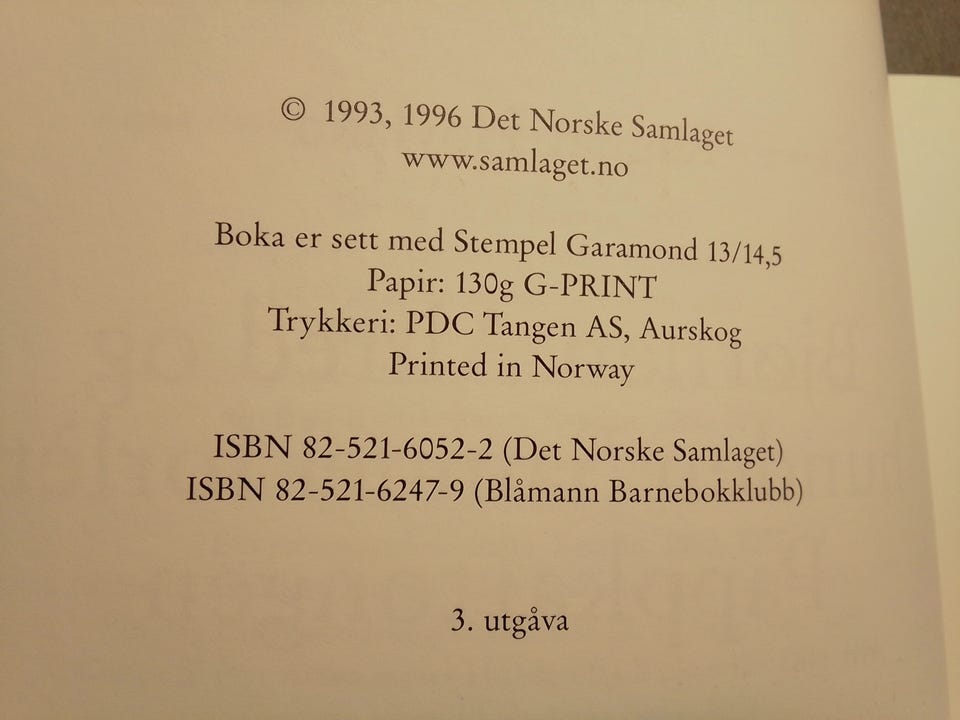 © 1993, 1996 Det Norske Samlaget
www.samlaget.no
Boka er sett med Stempel Garamond 13/14,5
Papir: 130g G-PRINT
Trykkeri: PDC Tangen AS, Aurskog
Printed in Norway
ISBN 82-521-6052-2 (Det Norske Samlaget)
ISBN 82-521-6247-9 (Blåmann Barnebokklubb)
3. utgåva